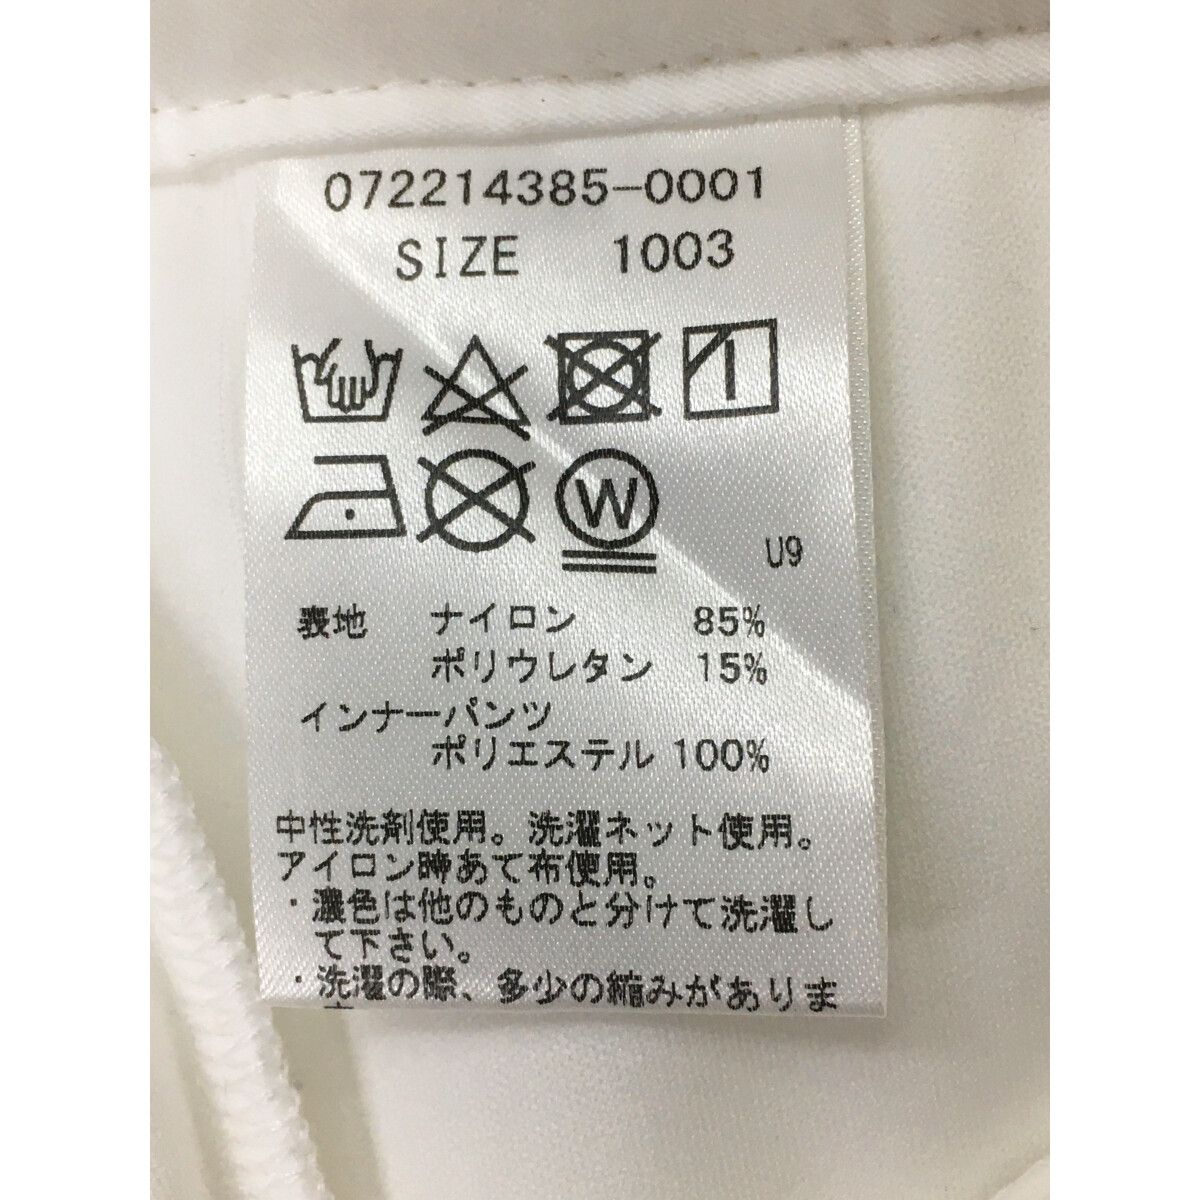 072214385-0001
SIZE 1003
W
U9
表地 ナイロン 85%
ポリウレタン 15%
インナーパンツ
ポリエステル 100%
中性洗剤使用。洗濯ネット使用。
アイロン時あて布使用。
・濃色は他のものと分けて洗濯し
て下さい。
・洗濯の際、多少の縮みがありま